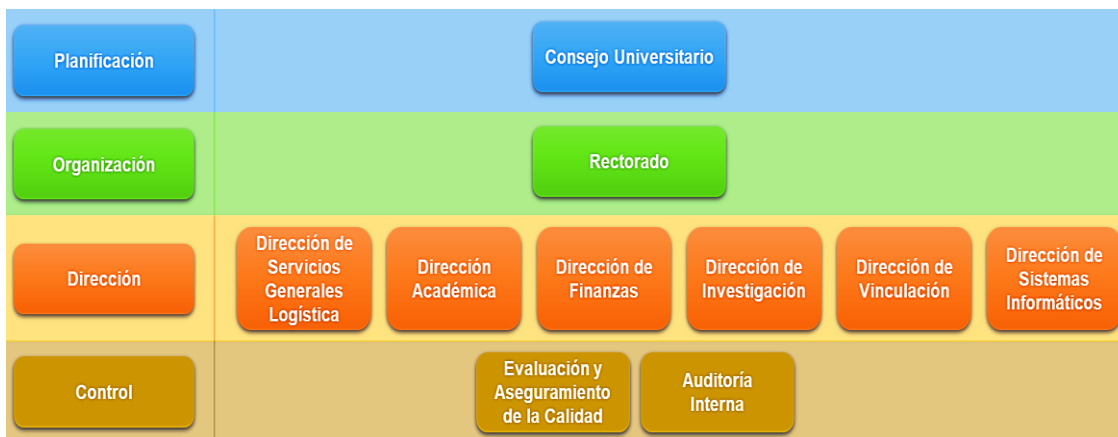 Planificación
Consejo Universitario
Organización
Rectorado
Dirección
Dirección de
Servicios
Generales
Logística
Dirección
Académica
Dirección de
Finanzas
Dirección de
Investigación
Dirección de
Vinculación
Dirección de
Sistemas
Informáticos
Control
Evaluación y
Aseguramiento
de la Calidad
Auditoría
Interna